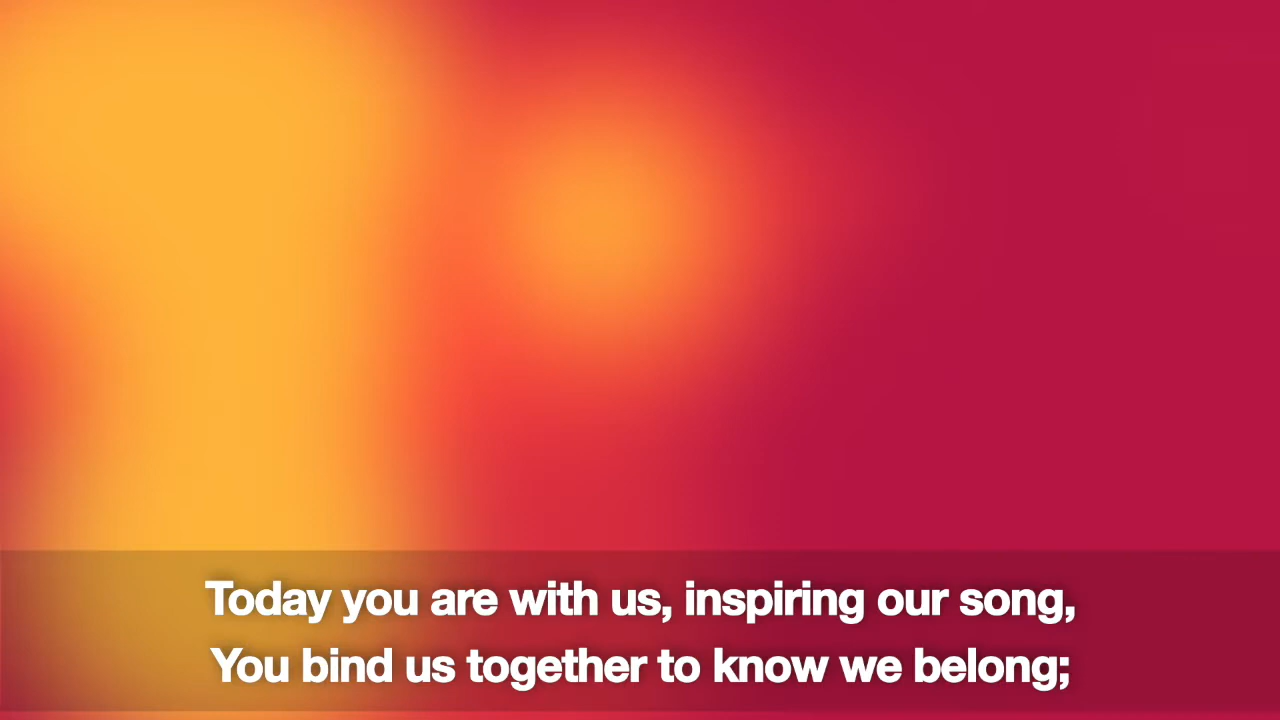 Today you are with us, inspiring our song,
You bind us together to know we belong;